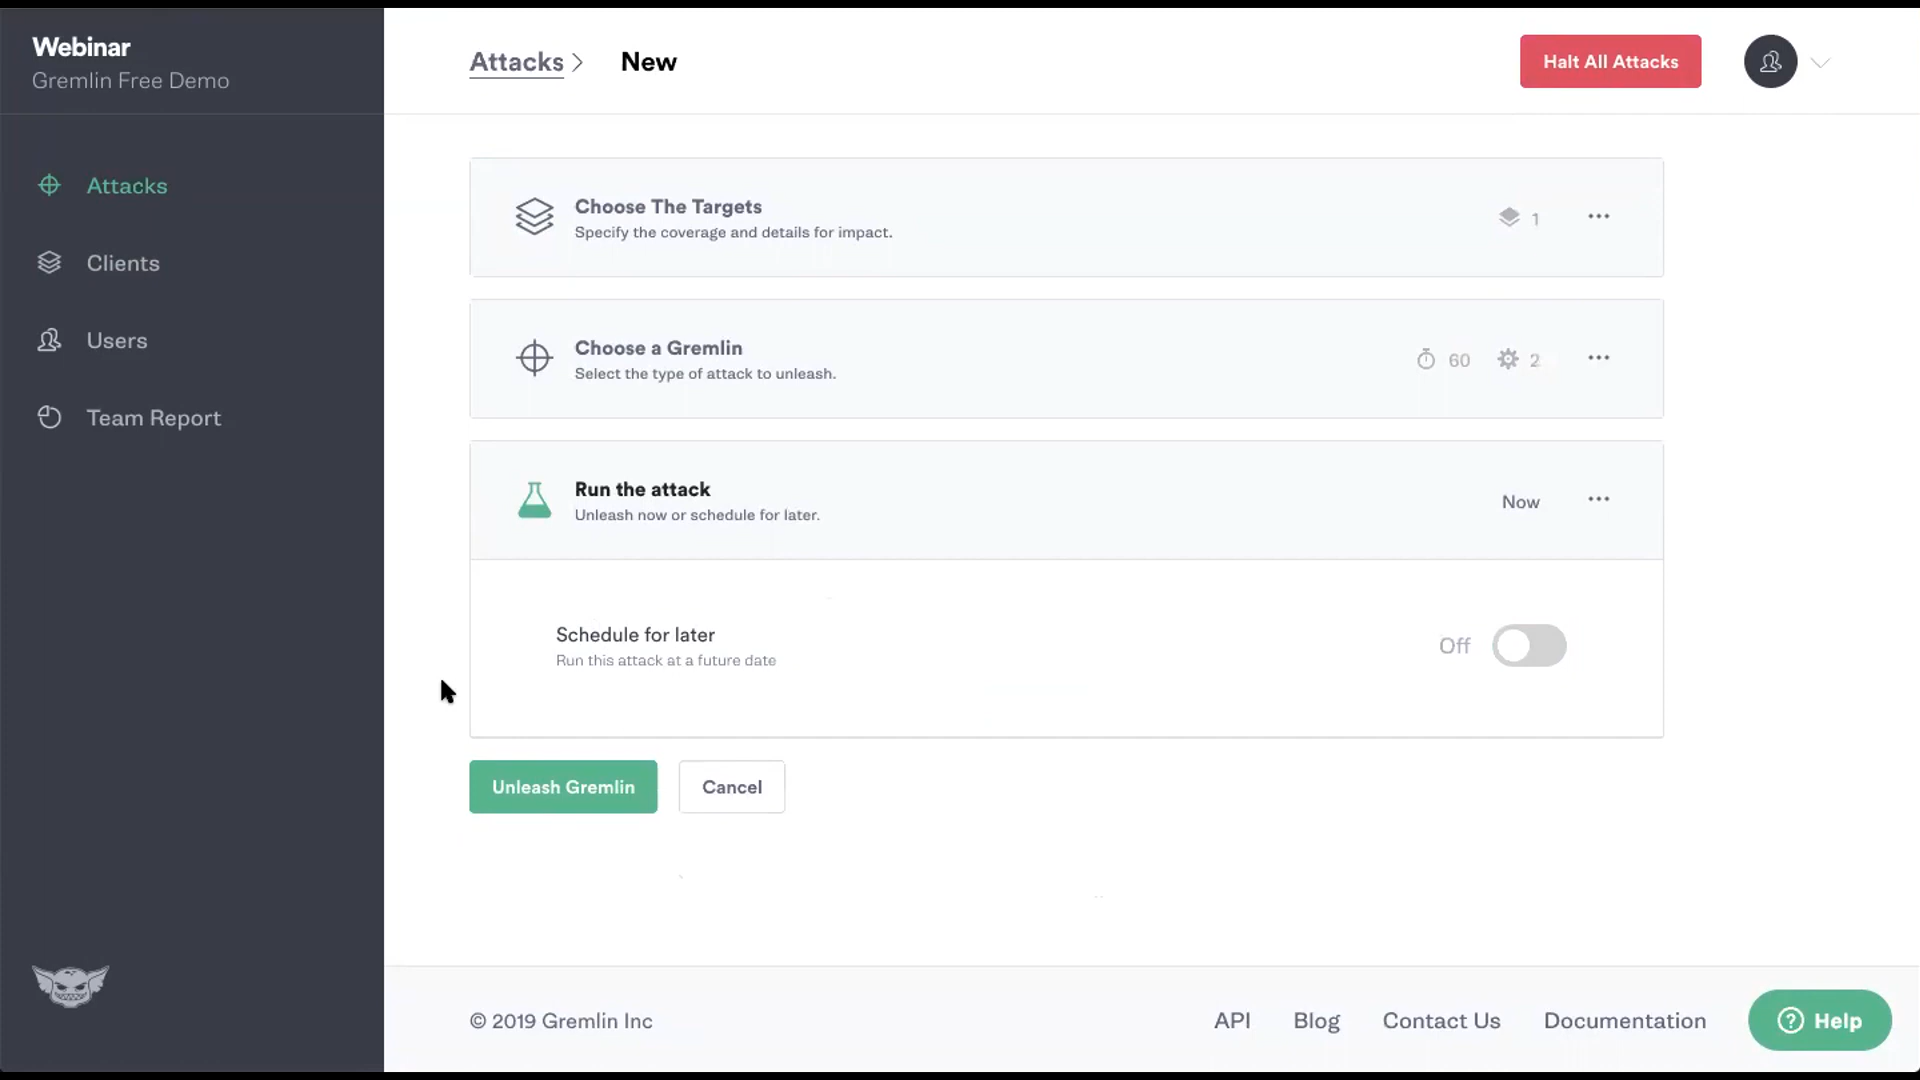 Webinar
Gremlin Free Demo
Attacks
Clients
Users
Team Report
Attacks > New
Halt All Attacks
Choose The Targets
Specify the coverage and details for impact.
1
Choose a Gremlin
Select the type of attack to unleash.
60
2
Run the attack
Unleash now or schedule for later.
Now
Schedule for later
Run this attack at a future date
Off
Unleash Gremlin
Cancel
© 2019 Gremlin Inc
API
Blog
Contact Us
Documentation
Help